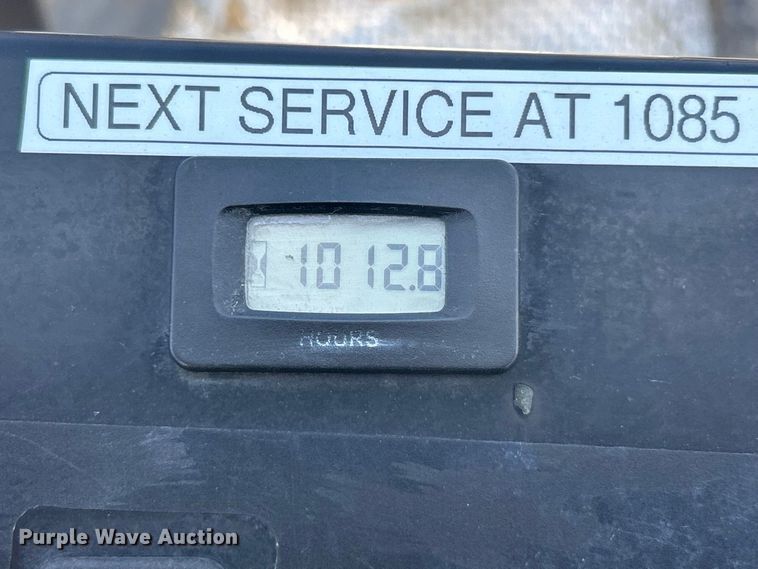 NEXT SERVICE AT 1085
1012.8
HOURS
Purple Wave Auction